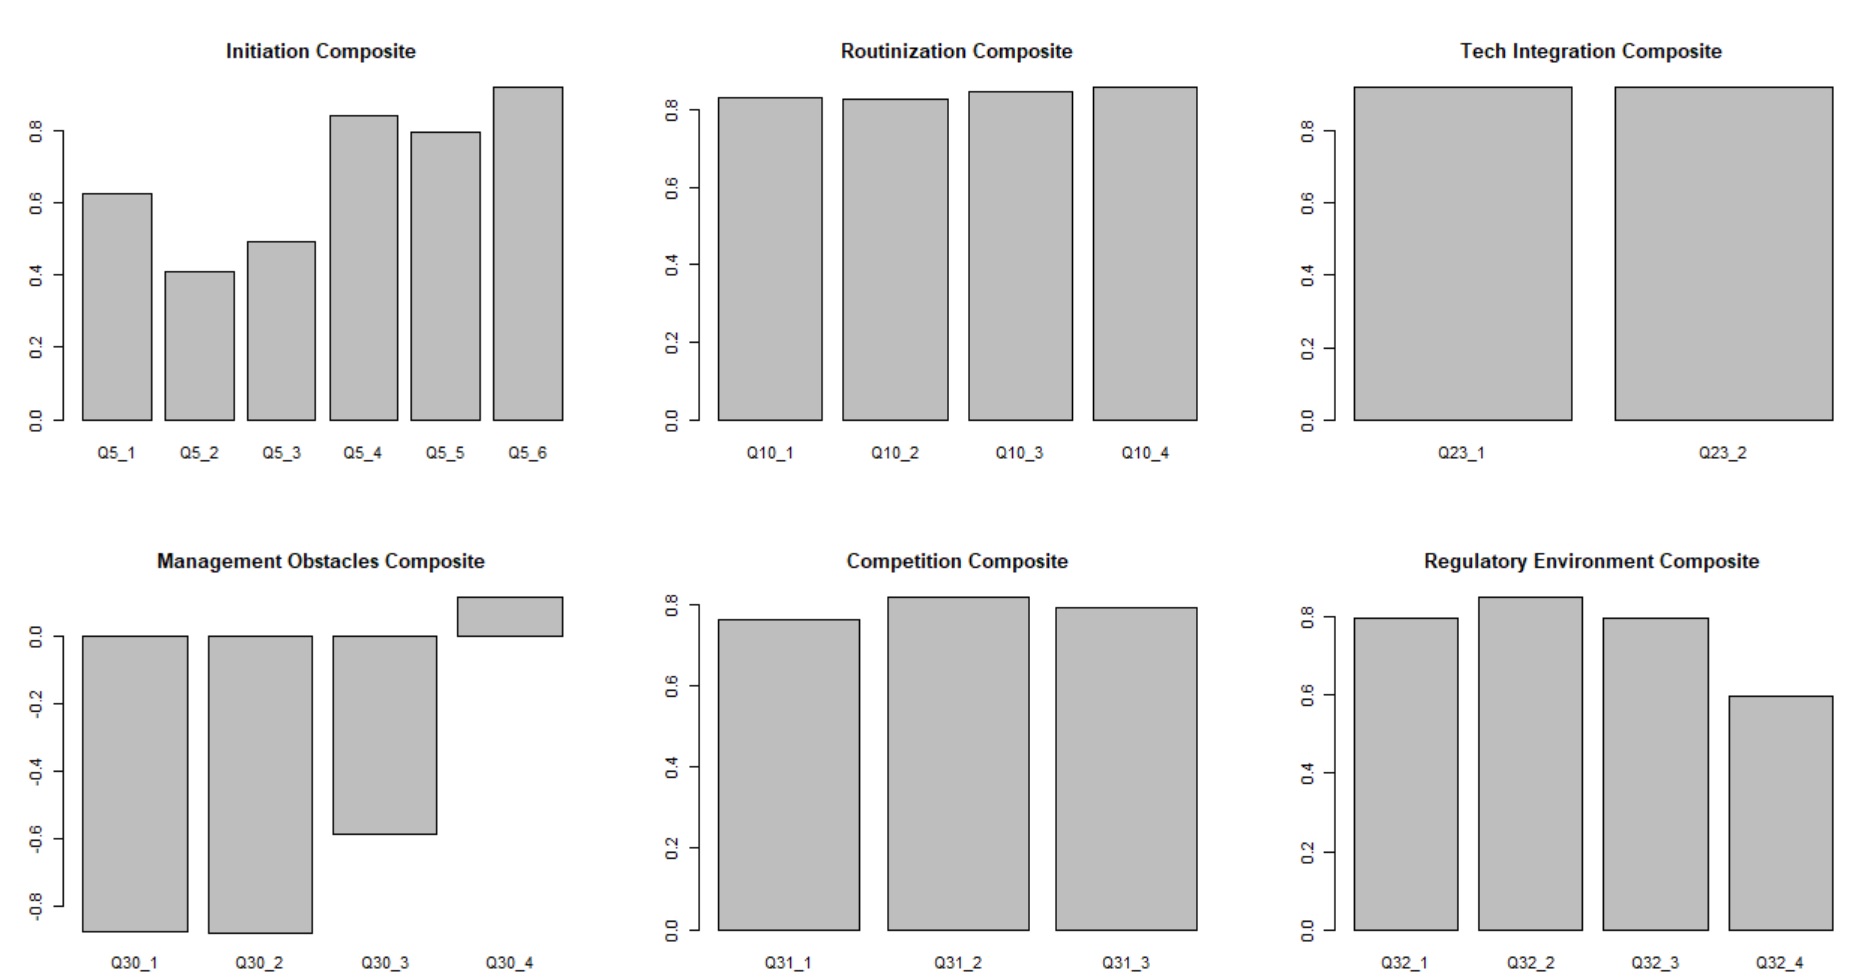 Initiation Composite
0.0
0.2
0.4
0.6
0.8
Q5_1 Q5_2 Q5_3 Q5_4 Q5_5 Q5_6
Routinization Composite
0.0
0.2
0.4
0.6
0.8
Q10_1 Q10_2 Q10_3 Q10_4
Tech Integration Composite
0.0
0.2
0.4
0.6
0.8
Q23_1 Q23_2
Management Obstacles Composite
-0.8
-0.6
-0.4
-0.2
0.0
Q30_1 Q30_2 Q30_3 Q30_4
Competition Composite
0.0
0.2
0.4
0.6
0.8
Q31_1 Q31_2 Q31_3
Regulatory Environment Composite
0.0
0.2
0.4
0.6
0.8
Q32_1 Q32_2 Q32_3 Q32_4